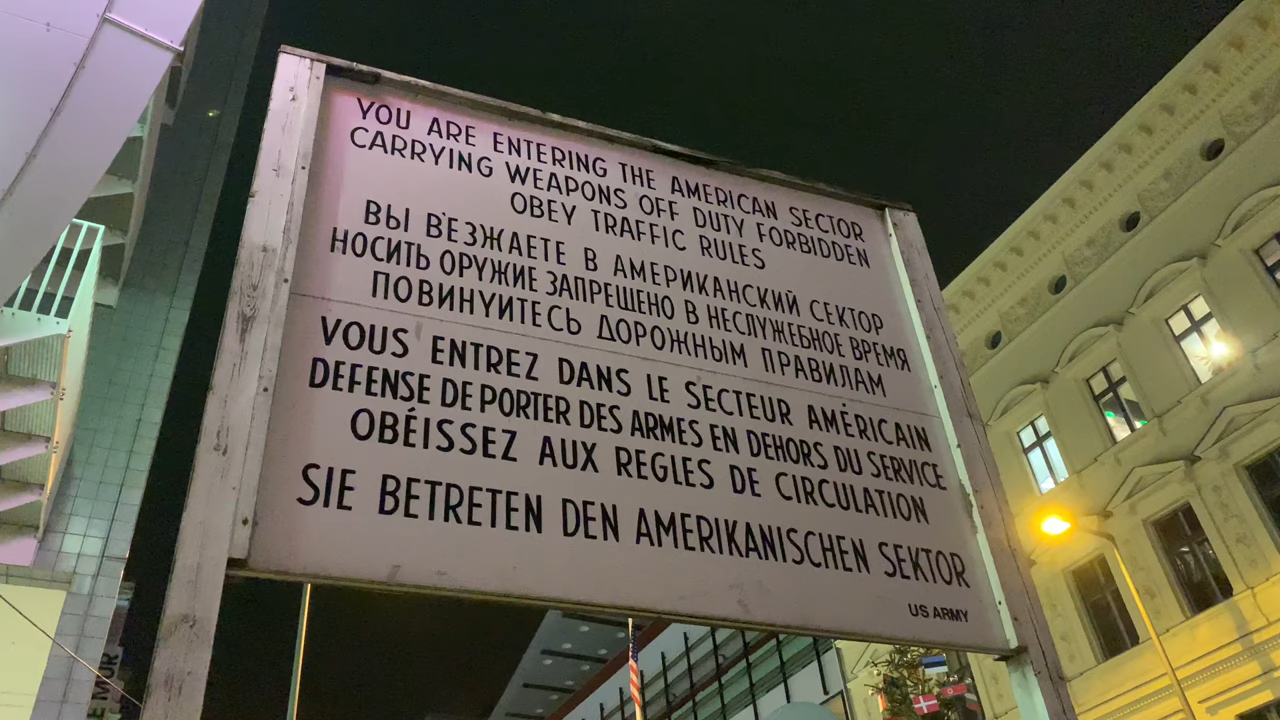 YOU ARE ENTERING THE AMERICAN SECTOR
CARRYING WEAPONS OFF DUTY FORBIDDEN
OBEY TRAFFIC RULES
ВЫ В'ЕЗЖАЕТЕ В АМЕРИКАНСКИЙ СЕКТОР
НОСИТЬ ОРУЖИЕ ЗАПРЕЩЕНО В НЕСЛУЖЕБНОЕ ВРЕМЯ
ПОВИНУИТЕСЬ ДОРОЖНЫМ ПРАВИЛАМ
VOUS ENTREZ DANS LE SECTEUR AMÉRICAIN
DEFENSE DE PORTER DES ARMES EN DEHORS DU SERVICE
OBÉISSEZ AUX REGLES DE CIRCULATION
SIE BETRETEN DEN AMERIKANISCHEN SEKTOR
US ARMY